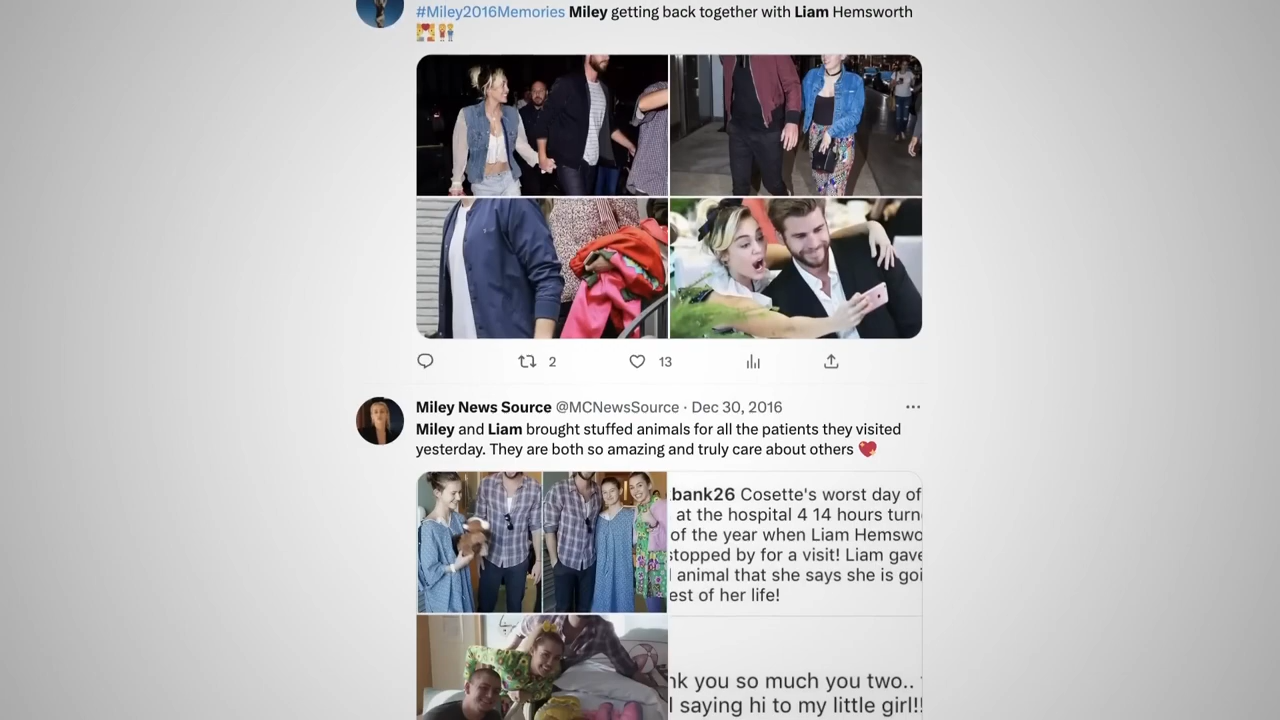 #Miley2016Memories Miley getting back together with Liam Hemsworth
2
13
Miley News Source @MCNewsSource · Dec 30, 2016
Miley and Liam brought stuffed animals for all the patients they visited
yesterday. They are both so amazing and truly care about others 💖
bank26 Cosette's worst day of
at the hospital 4 14 hours turn
of the year when Liam Hemswo
stopped by for a visit! Liam gave
animal that she says she is goi
est of her life!
nk you so much you two..
saying hi to my little girl!!